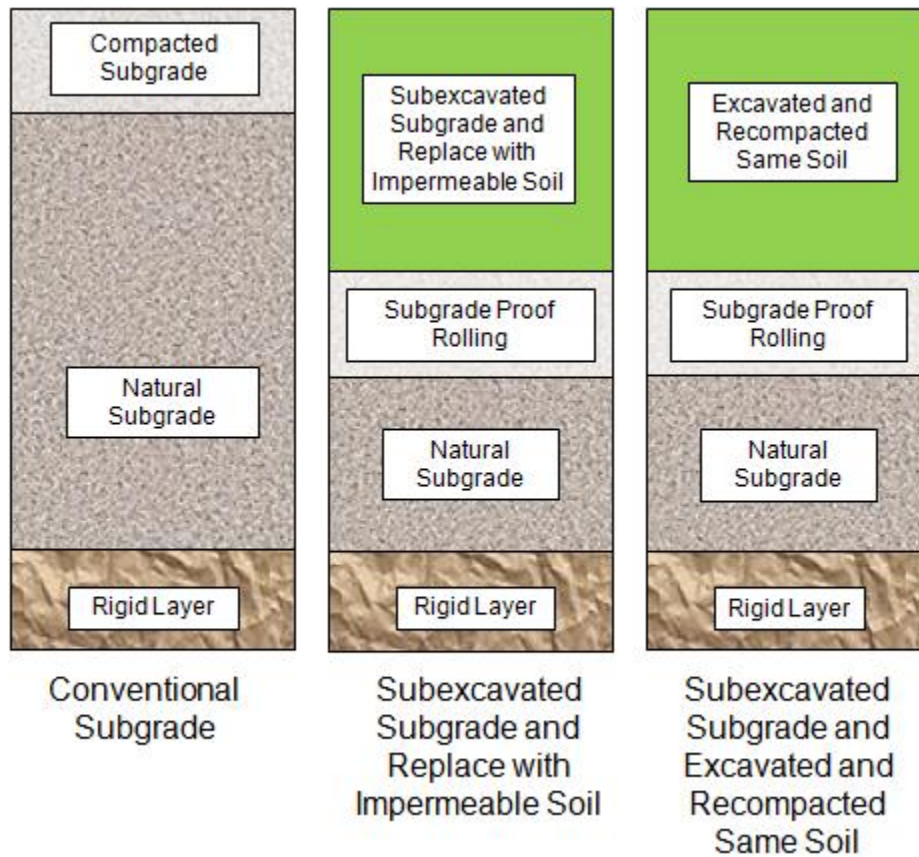 Compacted
Subgrade
Natural
Subgrade
Rigid Layer
Conventional
Subgrade
Subexcavated
Subgrade and
Replace with
Impermeable Soil
Subgrade Proof
Rolling
Natural
Subgrade
Rigid Layer
Subexcavated
Subgrade and
Replace with
Impermeable Soil
Excavated and
Recompacted
Same Soil
Subgrade Proof
Rolling
Natural
Subgrade
Rigid Layer
Subexcavated
Subgrade and
Excavated and
Recompacted
Same Soil